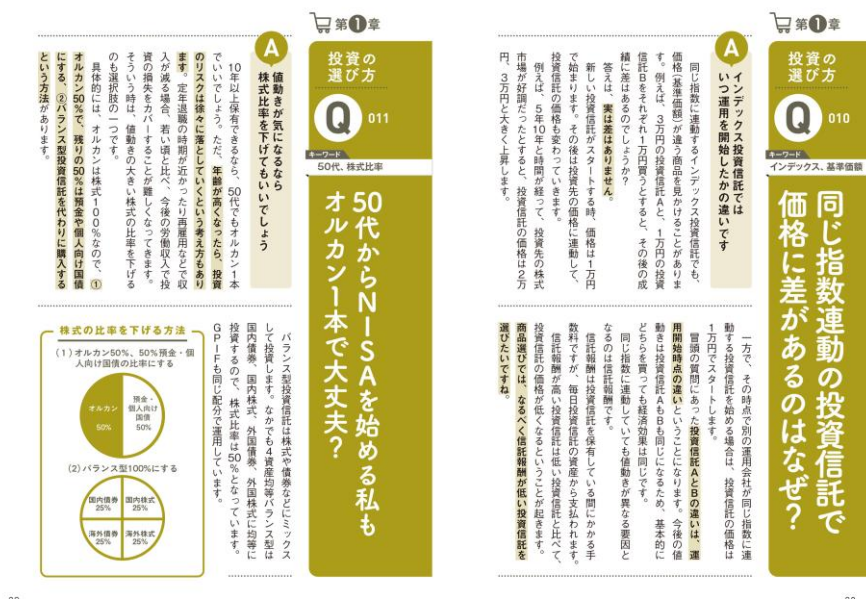 第1章
投資の
選び方
Q
010
キーワード
インデックス、基準価額
同じ指数連動の投資信託で
価格に差があるのはなぜ?
A
インデックス投資信託では
いつ運用を開始したかの違いです
同じ指数に連動するインデックス投資信託でも、
価格(基準価額)が違う商品を見かけることがありま
す。例えば、3万円の投資信託Aと、1万円の投資
信託Bをそれぞれ1万円買うとすると、その後の成
績に差はあるのでしょうか?
答えは、実は差はありません。
新しい投資信託がスタートする時、価格は1万円
で始まります。その後は投資先の価格に連動して、
投資信託の価格も変わっていきます。
例えば、5年10年と時間が経って、投資先の株式
市場が好調だったとすると、投資信託の価格は2万
円、3万円と大きく上昇します。
一方で、その時点で別の運用会社が同じ指数に連
動する投資信託を始める場合は、投資信託の価格は
1万円でスタートします。
冒頭の質問にあった投資信託AとBの違いは、運
用開始時点の違いということになります。今後の値
動きは投資信託AもBも同じになるため、基本的に
どちらを買っても経済効果は同じです。
同じ指数に連動していても値動きが異なる要因と
なるのは信託報酬です。
信託報酬は投資信託を保有している間にかかる手
数料ですが、毎日投資信託の資産から支払われます。
信託報酬が高い投資信託は低い投資信託と比べて、
投資信託の価格が低くなるということが起きます。
商品選びでは、なるべく信託報酬が低い投資信託を
選びたいですね。
第1章
投資の
選び方
Q
011
キーワード
50代、株式比率
50代からNISAを始める私も
オルカン1本で大丈夫?
A
値動きが気になるなら
株式比率を下げてもいいでしょう
10年以上保有できるなら、50代でもオルカン1本
でいいでしょう。ただ、年齢が高くなったら、投資
のリスクは徐々に落としていくという考え方もあり
ます。定年退職の時期が近かったり再雇用などで収
入が減る場合、若い頃と比べ、今後の労働収入で投
資の損失をカバーすることが難しくなってきます。
そういう時は、値動きの大きい株式の比率を下げる
のも選択肢の一つです。
具体的には、オルカンは株式100%なので、①
オルカン50%で、残りの50%は預金や個人向け国債
にする、②バランス型投資信託を代わりに購入する
という方法があります。
バランス型投資信託は株式や債券などにミックス
して投資します。なかでも4資産均等バランス型は
国内債券、国内株式、外国債券、外国株式に均等に
投資するので、株式比率は50%となっています。
GPIFも同じ配分で運用しています。
株式の比率を下げる方法
(1)オルカン50%、50%預金・個
人向け国債の比率にする
オルカン
50%
預金・
個人向け
国債
50%
(2)バランス型100%にする
国内債券
25%
国内株式
25%
海外債券
25%
海外株式
25%